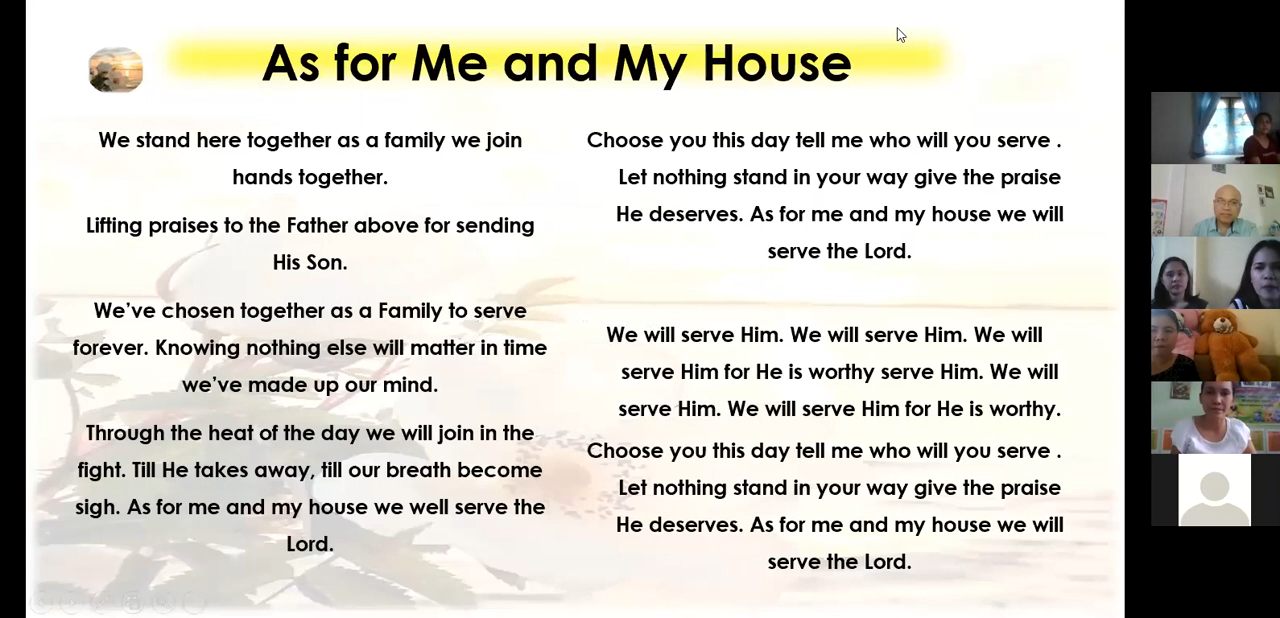 As for Me and My House
We stand here together as a family we join
hands together.
Lifting praises to the Father above for sending
His Son.
We've chosen together as a Family to serve
forever. Knowing nothing else will matter in time
we've made up our mind.
Through the heat of the day we will join in the
fight. Till He takes away, till our breath become
sigh. As for me and my house we well serve the
Lord.
Choose you this day tell me who will you serve .
Let nothing stand in your way give the praise
He deserves. As for me and my house we will
serve the Lord.
We will serve Him. We will serve Him. We will
serve Him for He is worthy serve Him. We will
serve Him. We will serve Him for He is worthy.
Choose you this day tell me who will you serve .
Let nothing stand in your way give the praise
He deserves. As for me and my house we will
serve the Lord.